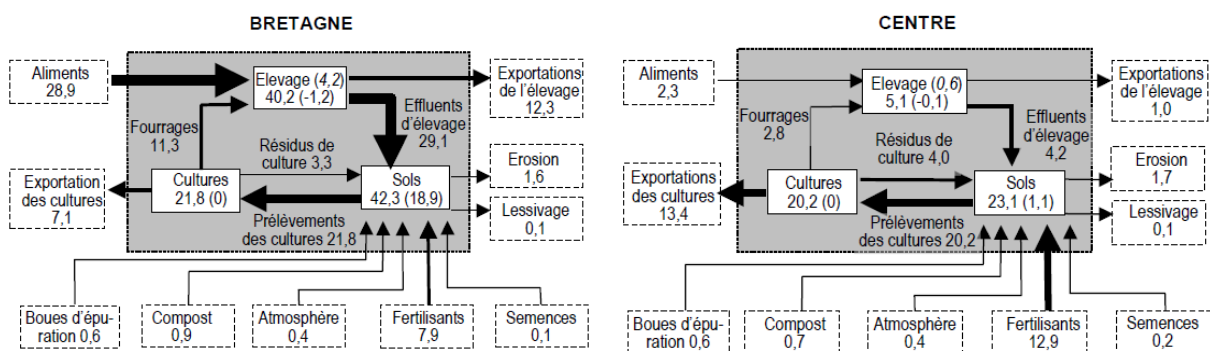 BRETAGNE
Aliments
28,9
Elevage (4,2)
40,2 (-1,2)
Exportations
de l'élevage
12,3
Fourrages
11,3
Effluents
d'élevage
29,1
Résidus de
culture 3,3
Exportation
des cultures
7,1
Cultures
21,8 (0)
Sols
42,3 (18,9)
Erosion
1,6
Lessivage
0,1
Prélèvements
des cultures 21,8
Boues d'épu-
ration 0,6
Compost
0,9
Atmosphère
0,4
Fertilisants
7,9
Semences
0,1
CENTRE
Aliments
2,3
Elevage (0,6)
5,1 (-0,1)
Exportations
de l'élevage
1,0
Fourrages
2,8
Effluents
d'élevage
4,2
Résidus de
culture 4,0
Exportations
des cultures
13,4
Cultures
20,2 (0)
Sols
23,1 (1,1)
Erosion
1,7
Lessivage
0,1
Prélèvements
des cultures 20,2
Boues d'épu-
ration 0,6
Compost
0,7
Atmosphère
0,4
Fertilisants
12,9
Semences
0,2